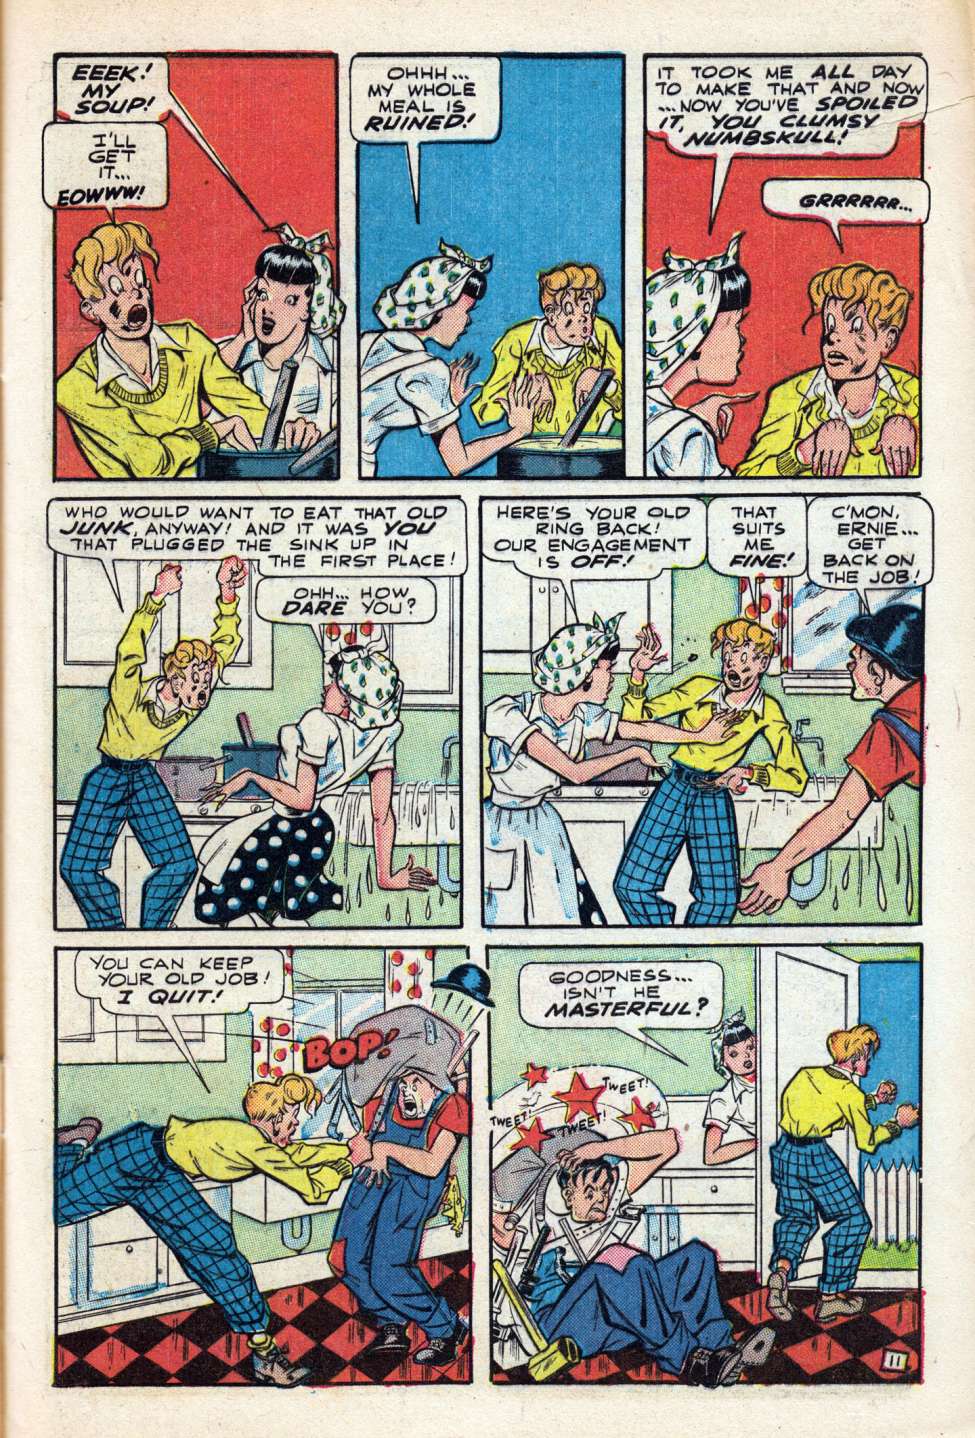 EEEK!
MY
SOUP!
I'LL
GET
IT...
EOWWW!
OHHH...
MY WHOLE
MEAL IS
RUINED!
IT TOOK ME ALL DAY
TO MAKE THAT AND NOW
...NOW YOU'VE SPOILED
IT, YOU CLUMSY
NUMBSKULL!
GRRRRRR...
WHO WOULD WANT TO EAT THAT OLD
JUNK, ANYWAY! AND IT WAS YOU
THAT PLUGGED THE SINK UP IN
THE FIRST PLACE!
OHH... HOW
DARE YOU?
HERE'S YOUR OLD
RING BACK!
OUR ENGAGEMENT
IS OFF!
THAT
SUITS
ME
FINE!
C'MON,
ERNIE...
GET
BACK ON
THE JOB!
YOU CAN KEEP
YOUR OLD JOB!
I QUIT!
BOP!
GOODNESS...
ISN'T HE
MASTERFUL?
TWEET!
TWEET!
TWEET!
TWEET!
11